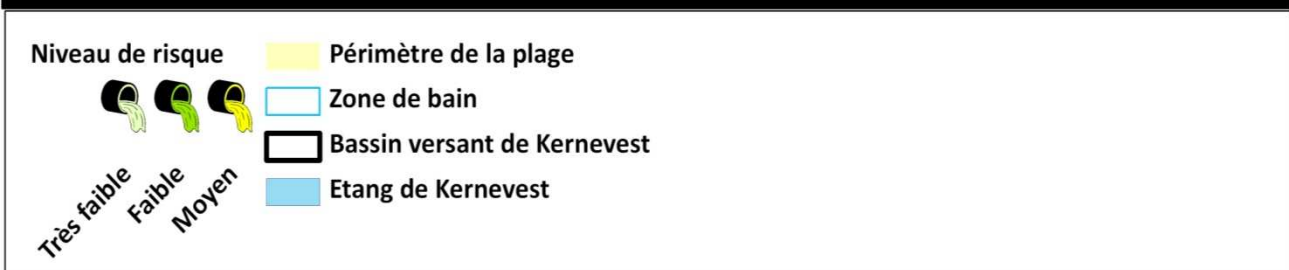 Niveau de risque
Très faible
Faible
Moyen
Périmètre de la plage
Zone de bain
Bassin versant de Kernevest
Etang de Kernevest